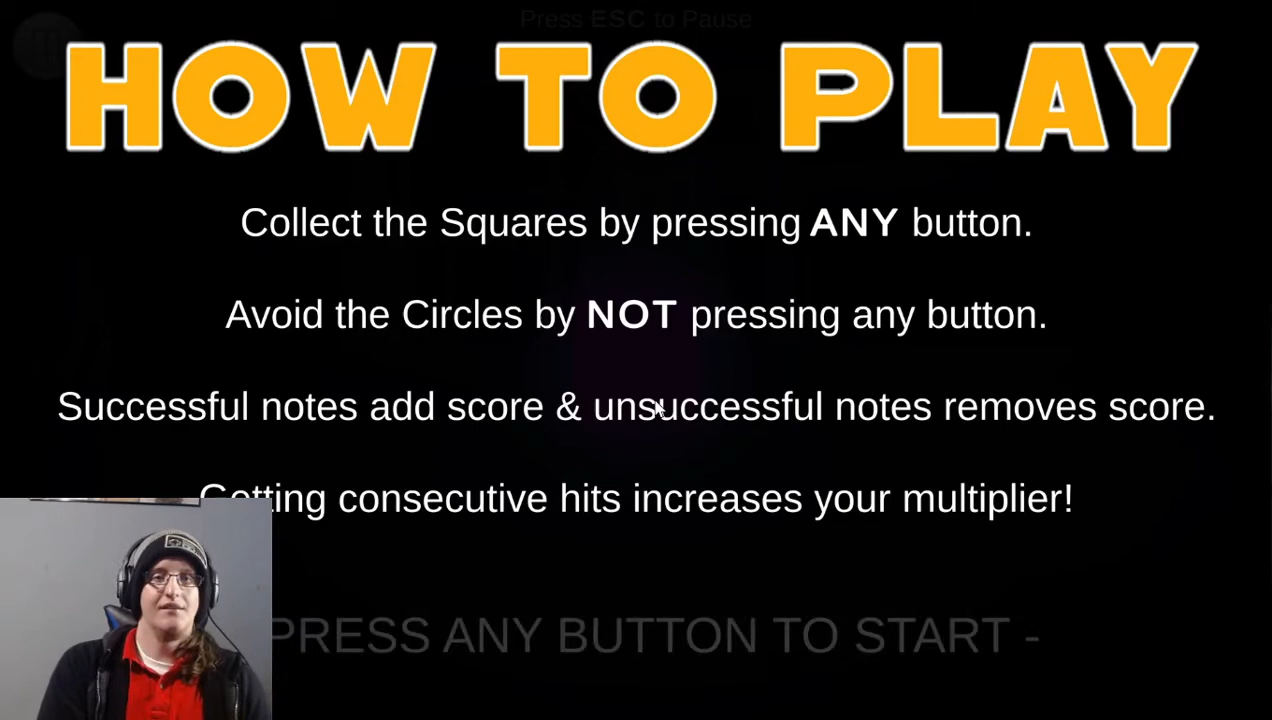 Press ESC to Pause
HOW TO PLAY
Collect the Squares by pressing ANY button.
Avoid the Circles by NOT pressing any button.
Successful notes add score & unsuccessful notes removes score.
Getting consecutive hits increases your multiplier!
PRESS ANY BUTTON TO START -